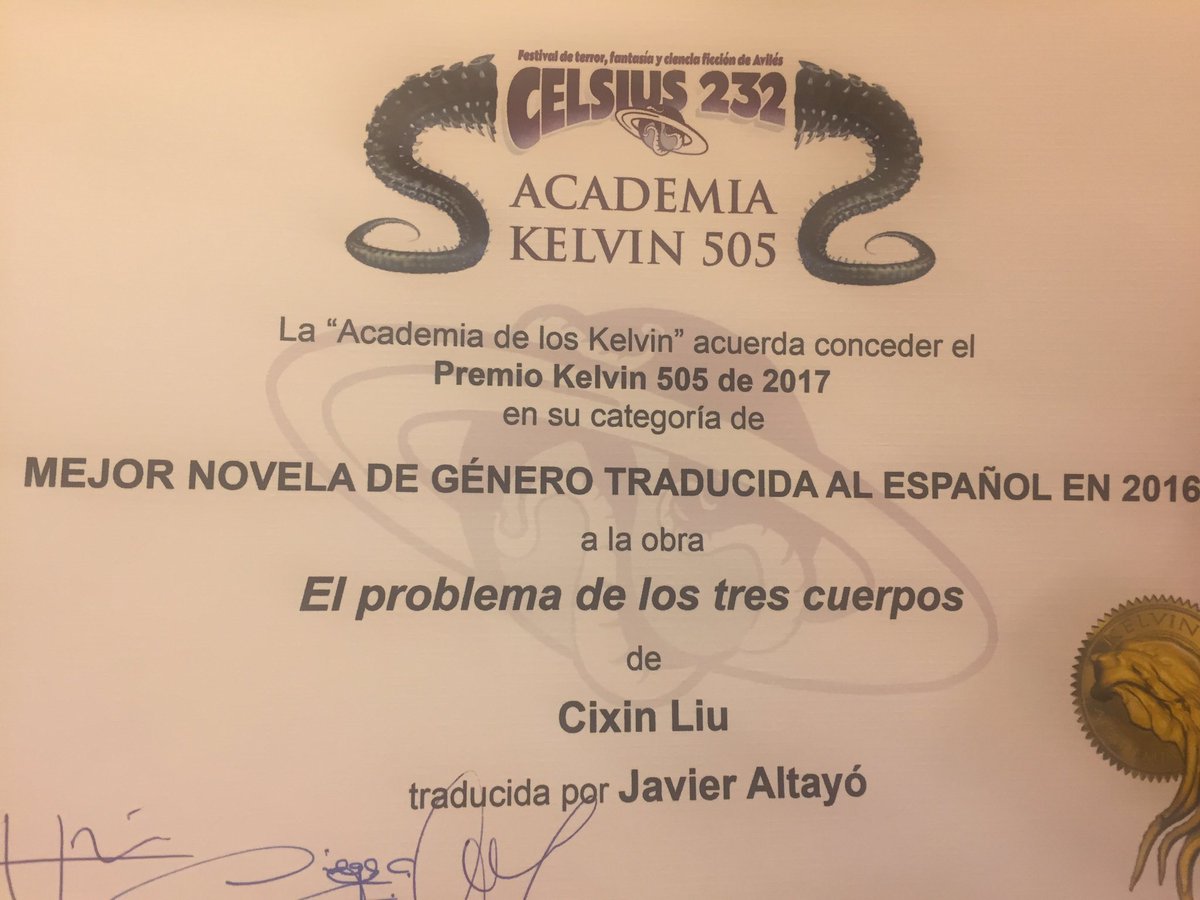 Festival de terror, fantasía y ciencia ficción de Avilés
CELSIUS 232
ACADEMIA
KELVIN 505
La “Academia de los Kelvin” acuerda conceder el
Premio Kelvin 505 de 2017
en su categoría de
MEJOR NOVELA DE GÉNERO TRADUCIDA AL ESPAÑOL EN 2016
a la obra
El problema de los tres cuerpos
de
Cixin Liu
traducida por Javier Altayó
KELVIN